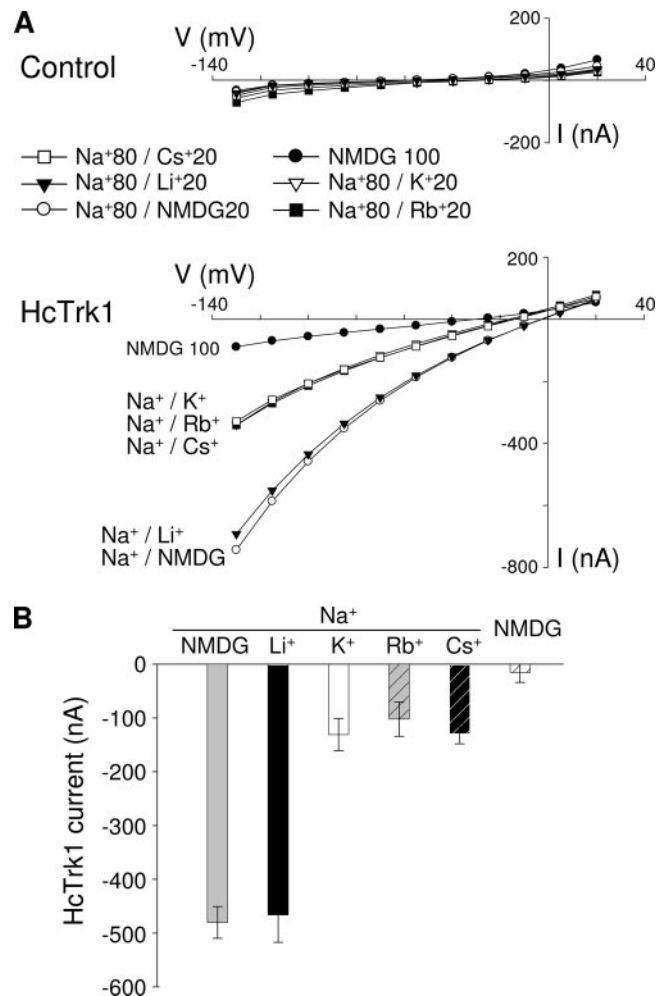 A
V (mV)
200
Control
-140
40
-200
I (nA)
Na⁺80 / Cs⁺20
NMDG 100
Na⁺80 / Li⁺20
Na⁺80 / K⁺20
Na⁺80 / NMDG20
Na⁺80 / Rb⁺20
V (mV)
200
HcTrk1
-140
40
NMDG 100
Na⁺ / K⁺
Na⁺ / Rb⁺
Na⁺ / Cs⁺
-400
Na⁺ / Li⁺
Na⁺ / NMDG
-800
I (nA)
B
Na⁺
NMDG Li⁺ K⁺ Rb⁺ Cs⁺ NMDG
0
-100
-200
-300
-400
-500
-600
HcTrk1 current (nA)